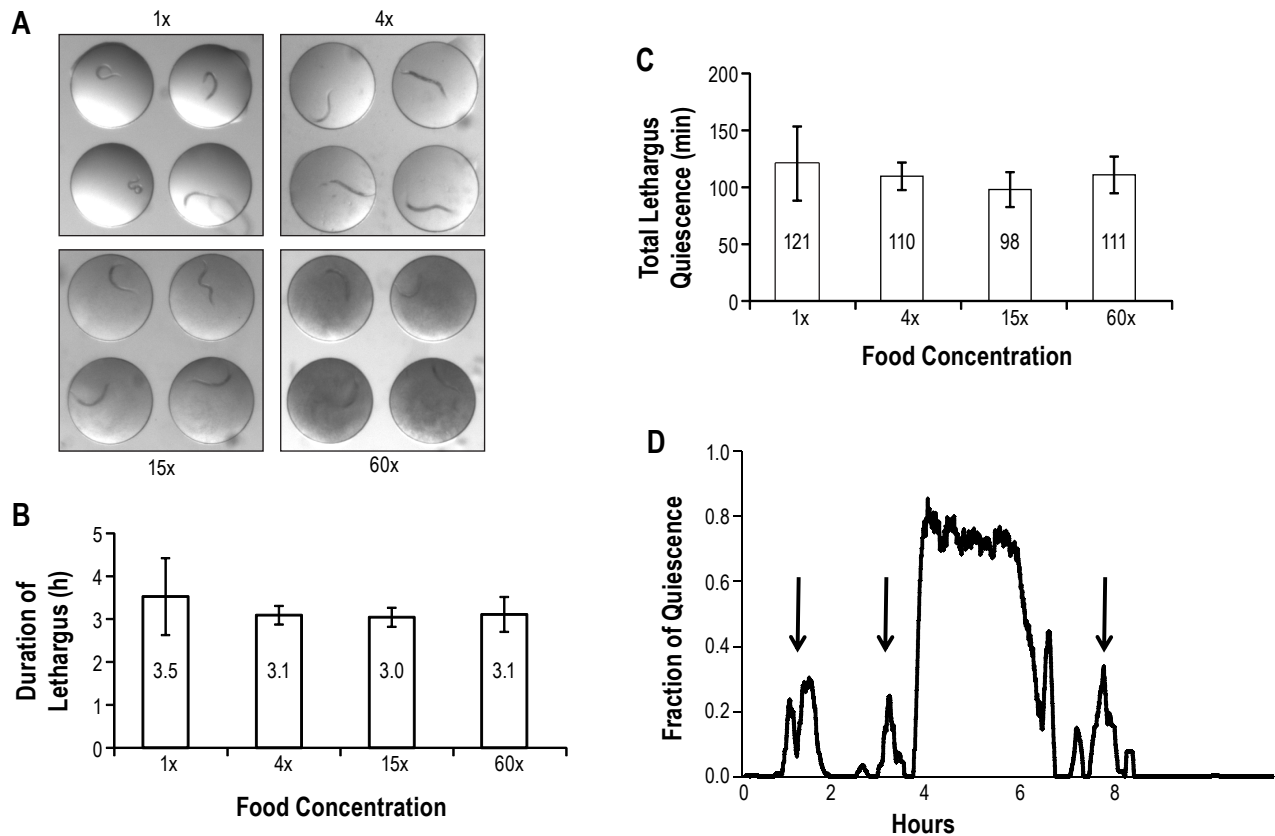 A
1x
4x
15x
60x
B
Duration of
Lethargus (h)
5
4
3
2
1
0
3.5
3.1
3.0
3.1
1x
4x
15x
60x
Food Concentration
C
Total Lethargus
Quiescence (min)
200
150
100
50
0
121
110
98
111
1x
4x
15x
60x
Food Concentration
D
Fraction of Quiescence
1.0
0.8
0.6
0.4
0.2
0.0
0
2
4
6
8
Hours